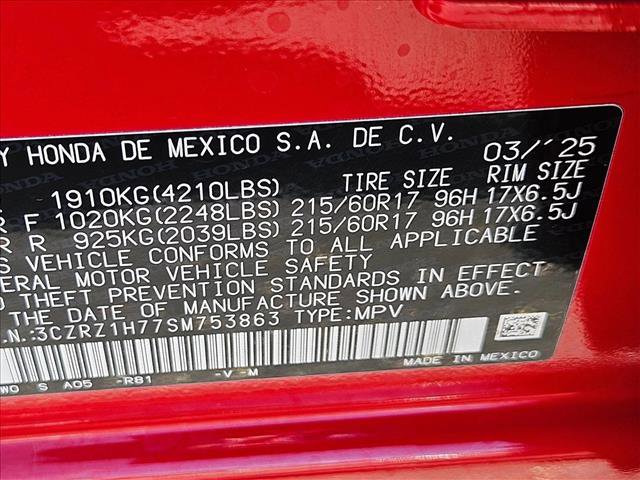 Y HONDA DE MEXICO S.A. DE C.V. 03/'25
1910KG(4210LBS) TIRE SIZE RIM SIZE
R F 1020KG(2248LBS) 215/60R17 96H 17X6.5J
R R 925KG(2039LBS) 215/60R17 96H 17X6.5J
S VEHICLE CONFORMS TO ALL APPLICABLE
ERAL MOTOR VEHICLE SAFETY
D THEFT PREVENTION STANDARDS IN EFFECT
THE DATE OF MANUFACTURE SHOWN ABOVE.
.N.:3CZRZ1H77SM753863 TYPE:MPV
MADE IN MEXICO
WO S A05 -R81 -V-M